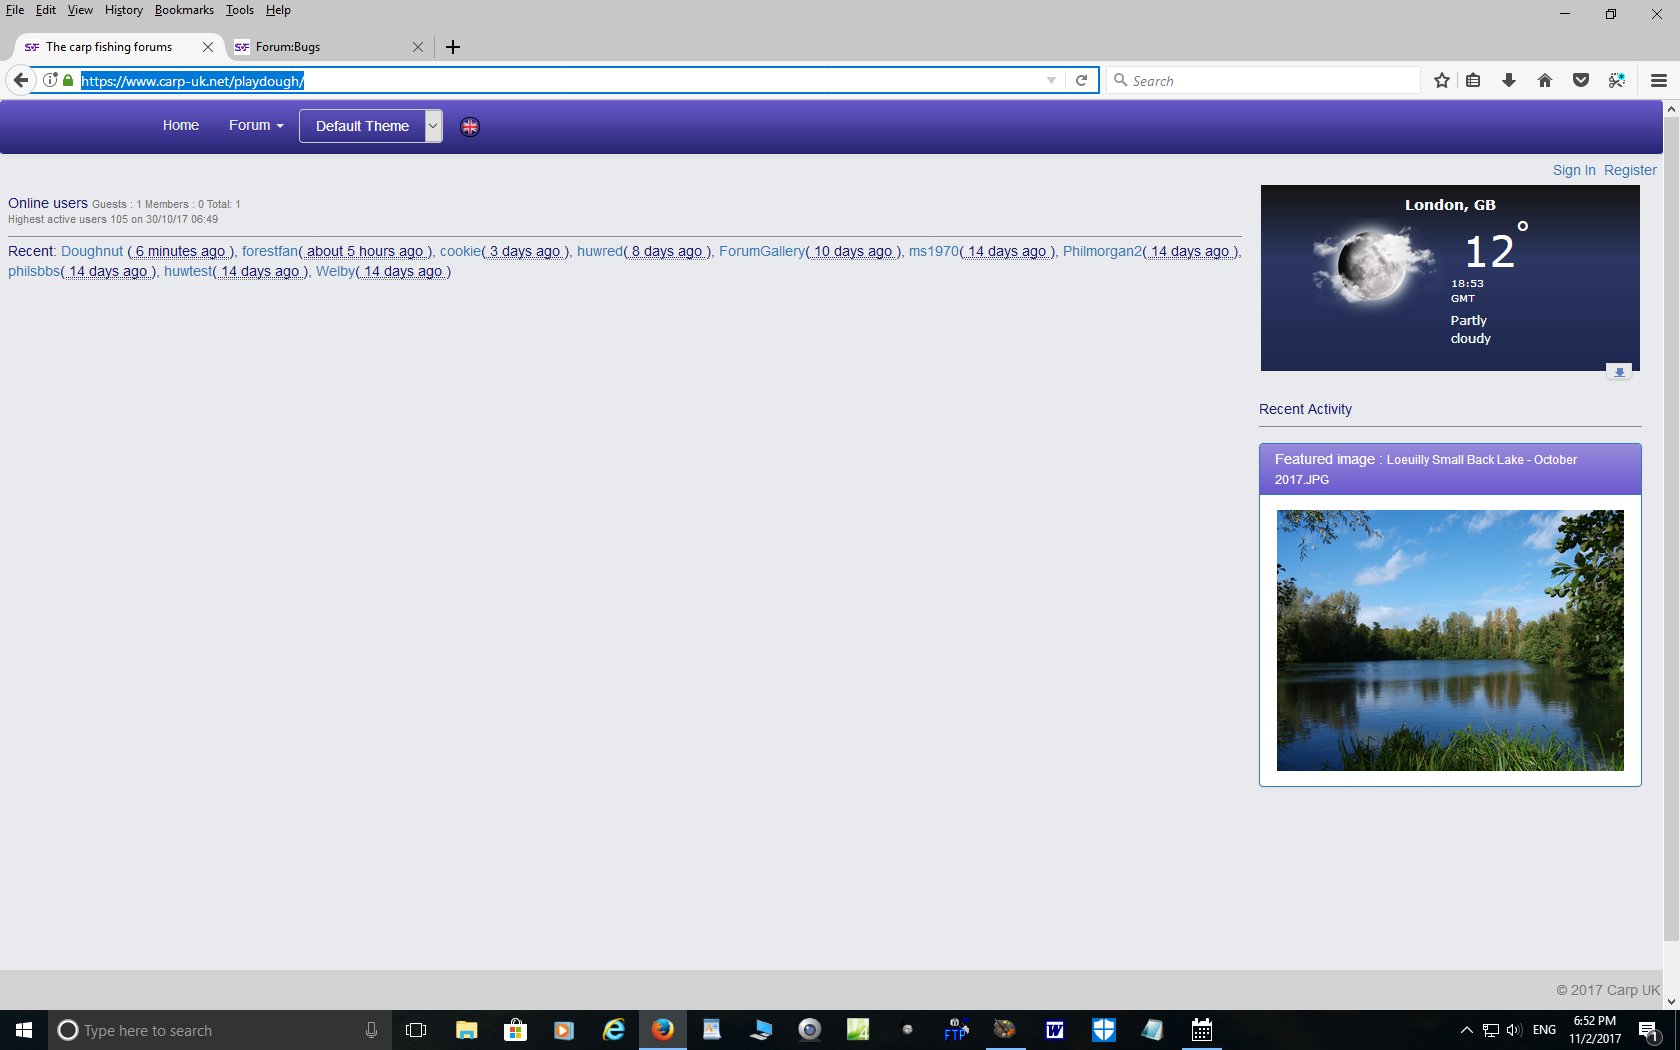 File Edit View History Bookmarks Tools Help
The carp fishing forums
Forum:Bugs
https://www.carp-uk.net/playdough/
Search
Home Forum Default Theme
Sign In Register
Online users Guests : 1 Members : 0 Total: 1
Highest active users 105 on 30/10/17 06:49
Recent: Doughnut ( 6 minutes ago ), forestfan( about 5 hours ago ), cookie( 3 days ago ), huwred( 8 days ago ), ForumGallery( 10 days ago ), ms1970( 14 days ago ), Philmorgan2( 14 days ago ),
philsbbs( 14 days ago ), huwtest( 14 days ago ), Welby( 14 days ago )
London, GB
12°
18:53
GMT
Partly
cloudy
Recent Activity
Featured image : Loeuilly Small Back Lake - October
2017.JPG
© 2017 Carp UK
Type here to search
FTP
W
4
ENG
6:52 PM
11/2/2017
1